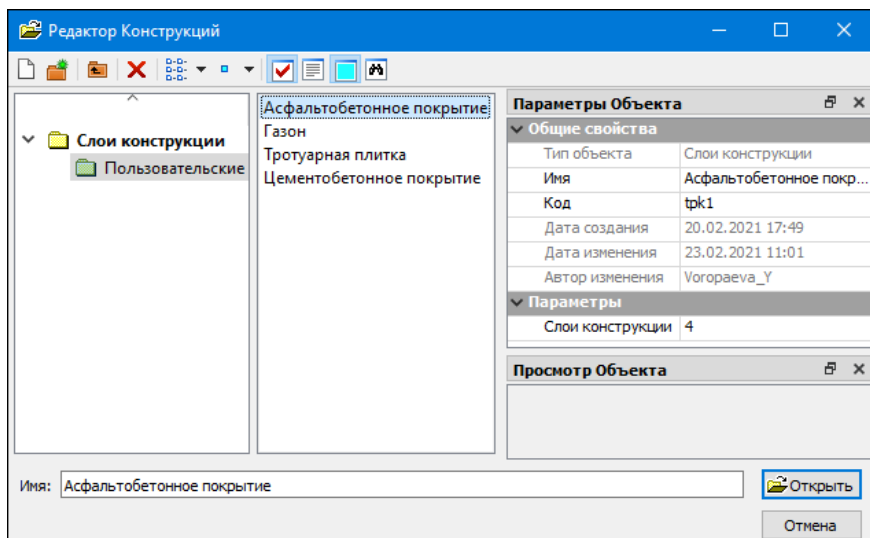 Редактор Конструкций
Слои конструкции
Пользовательские
Асфальтобетонное покрытие
Газон
Тротуарная плитка
Цементобетонное покрытие
Параметры Объекта
Общие свойства
Тип объекта Слои конструкции
Имя Асфальтобетонное покр...
Код tpk1
Дата создания 20.02.2021 17:49
Дата изменения 23.02.2021 11:01
Автор изменения Voropaeva_Y
Параметры
Слои конструкции 4
Просмотр Объекта
Имя: Асфальтобетонное покрытие
Открыть
Отмена